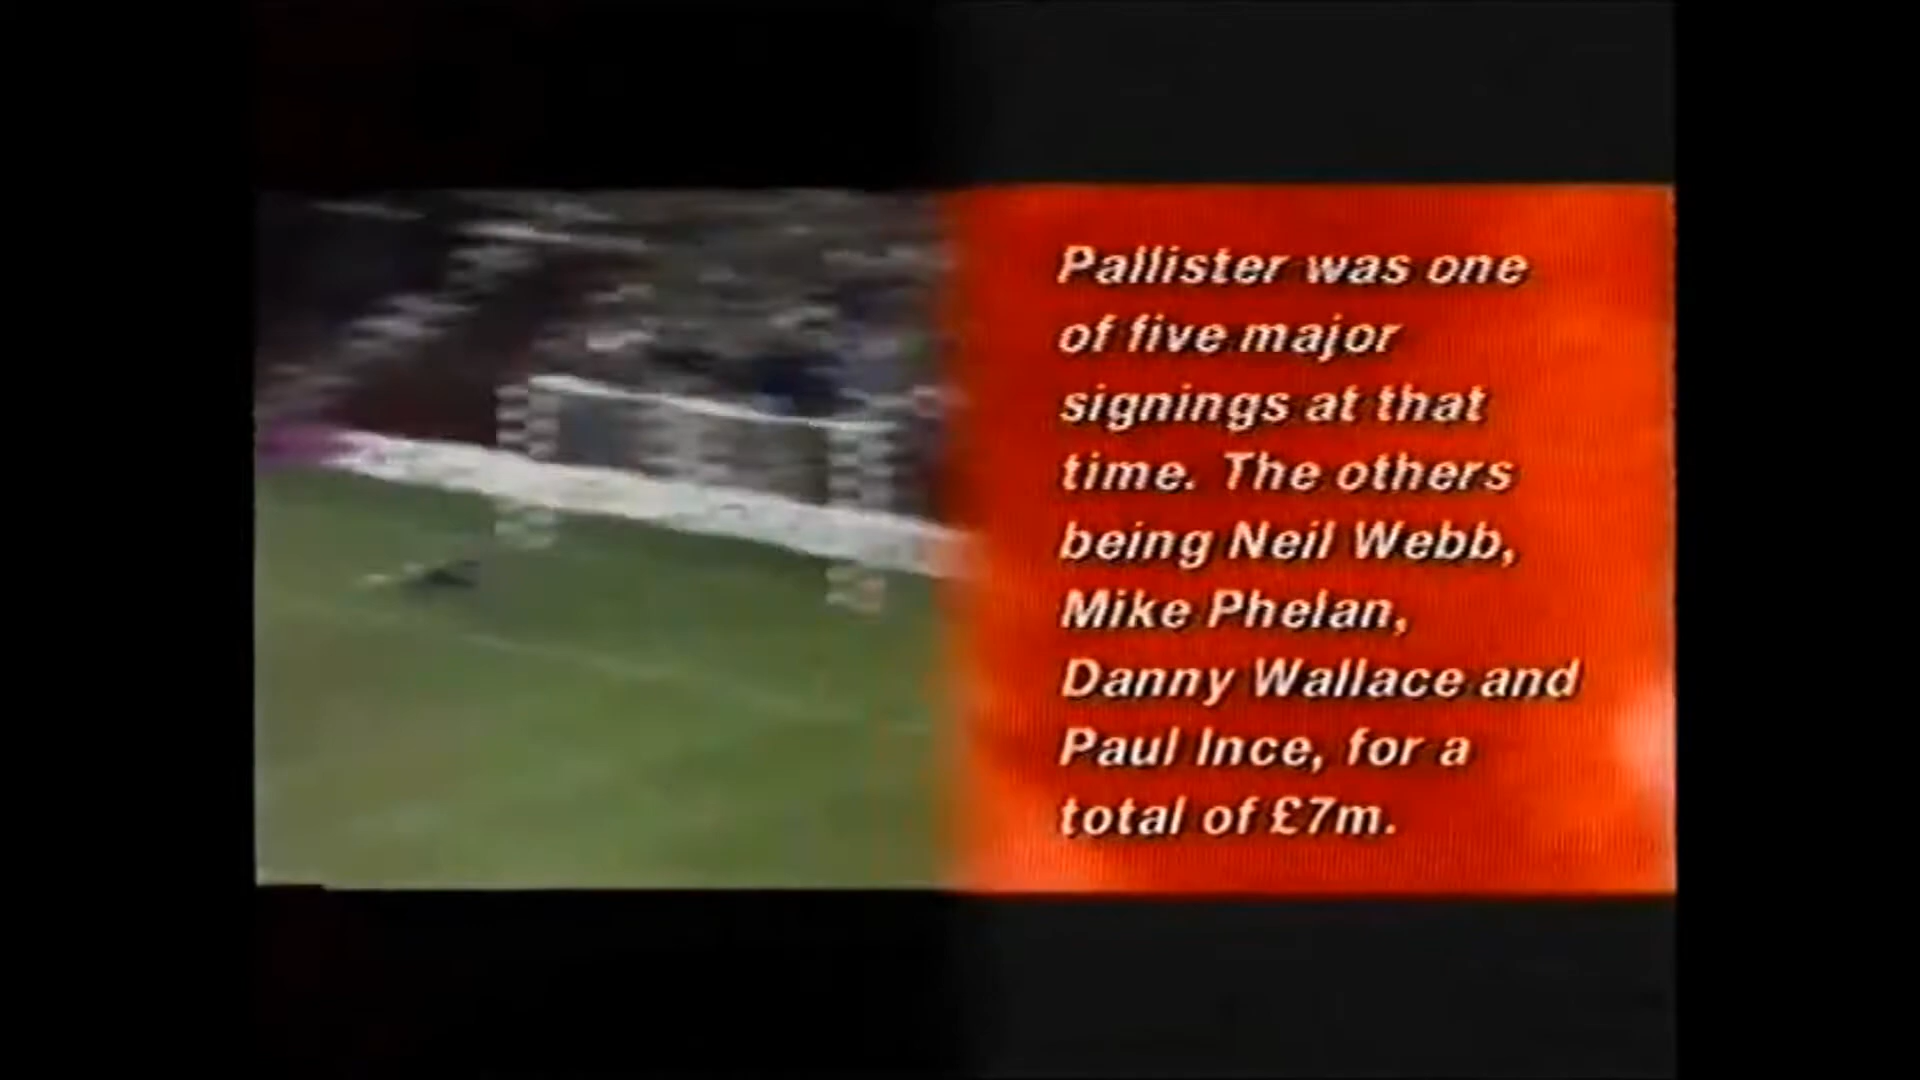 Pallister was one
of five major
signings at that
time. The others
being Neil Webb,
Mike Phelan,
Danny Wallace and
Paul Ince, for a
total of £7m.